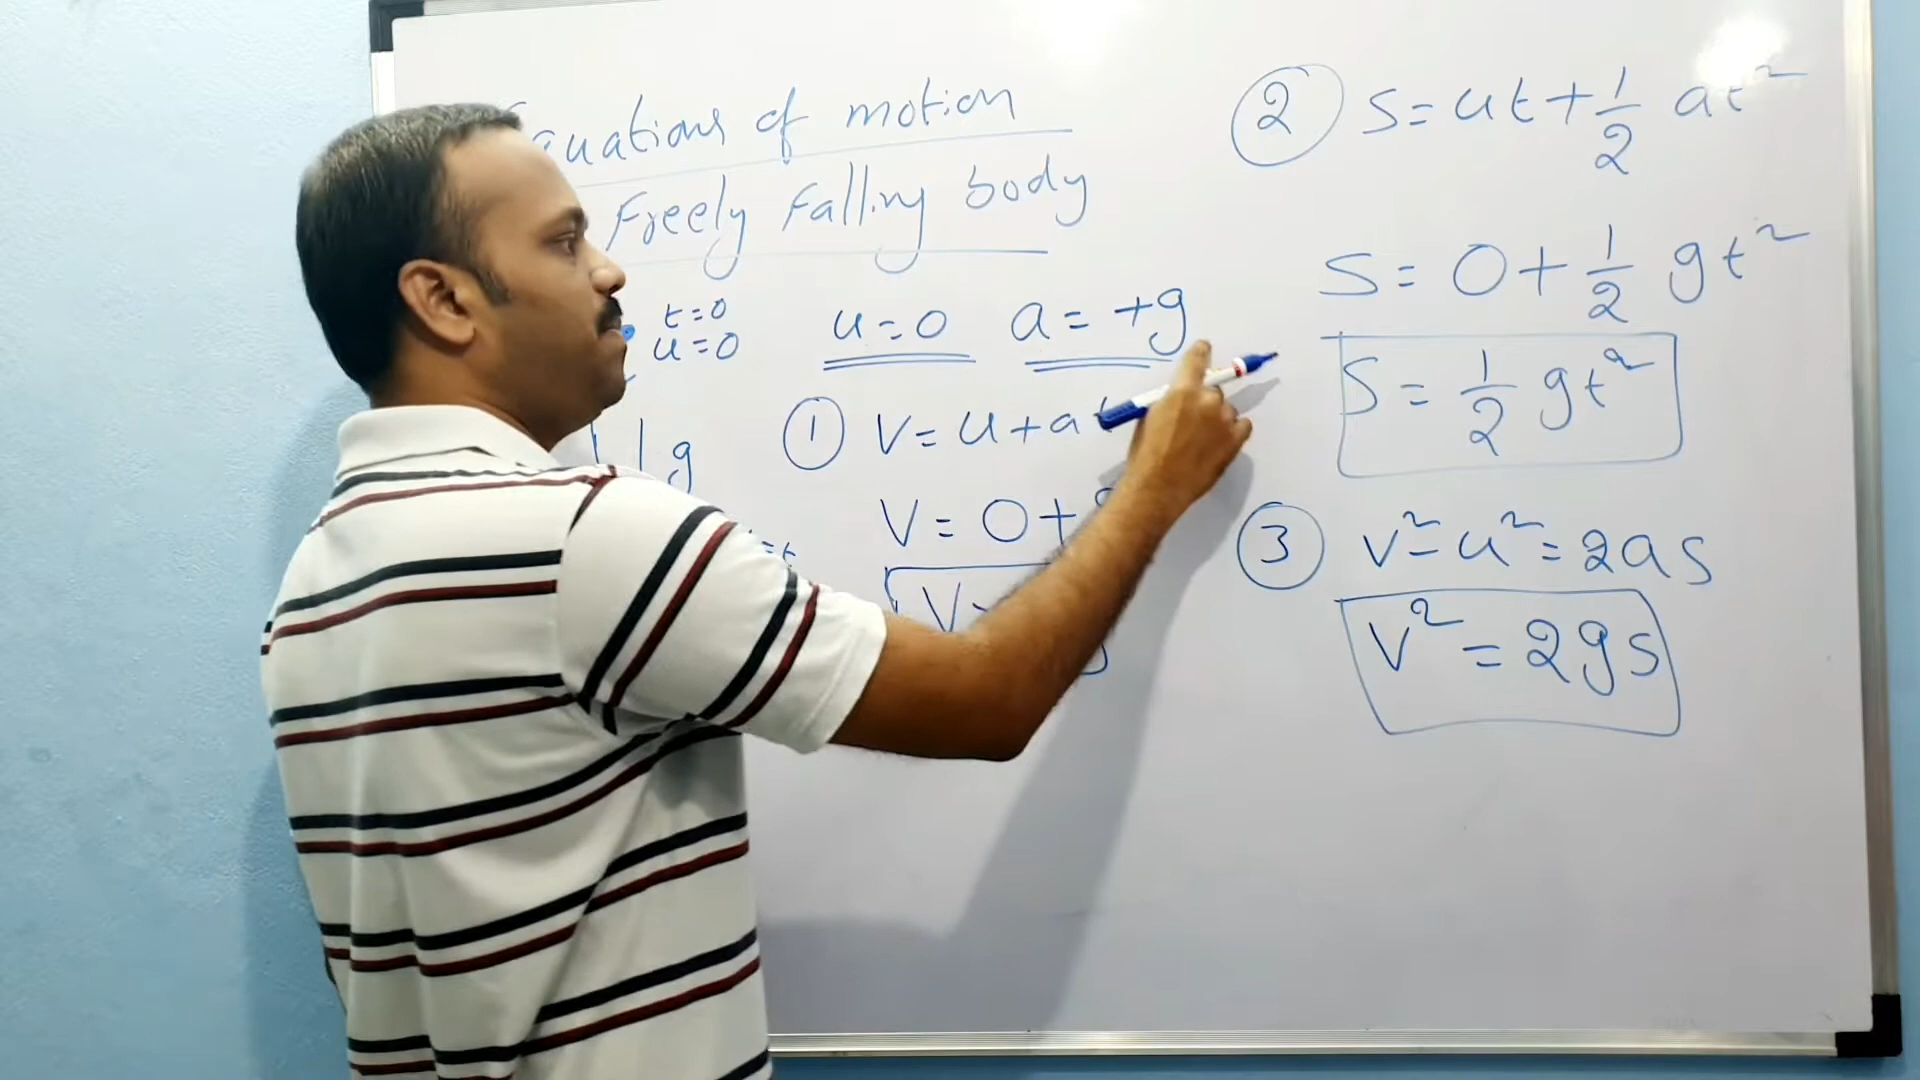 Equations of motion
Freely Falling body
t=0
u=0
u=0 a=+g
g
① V=u+at
V=0+
V=
② S=ut+1/2 at²
S=0+1/2 gt²
S=1/2 gt²
③ V²-u²=2as
V²=2gs